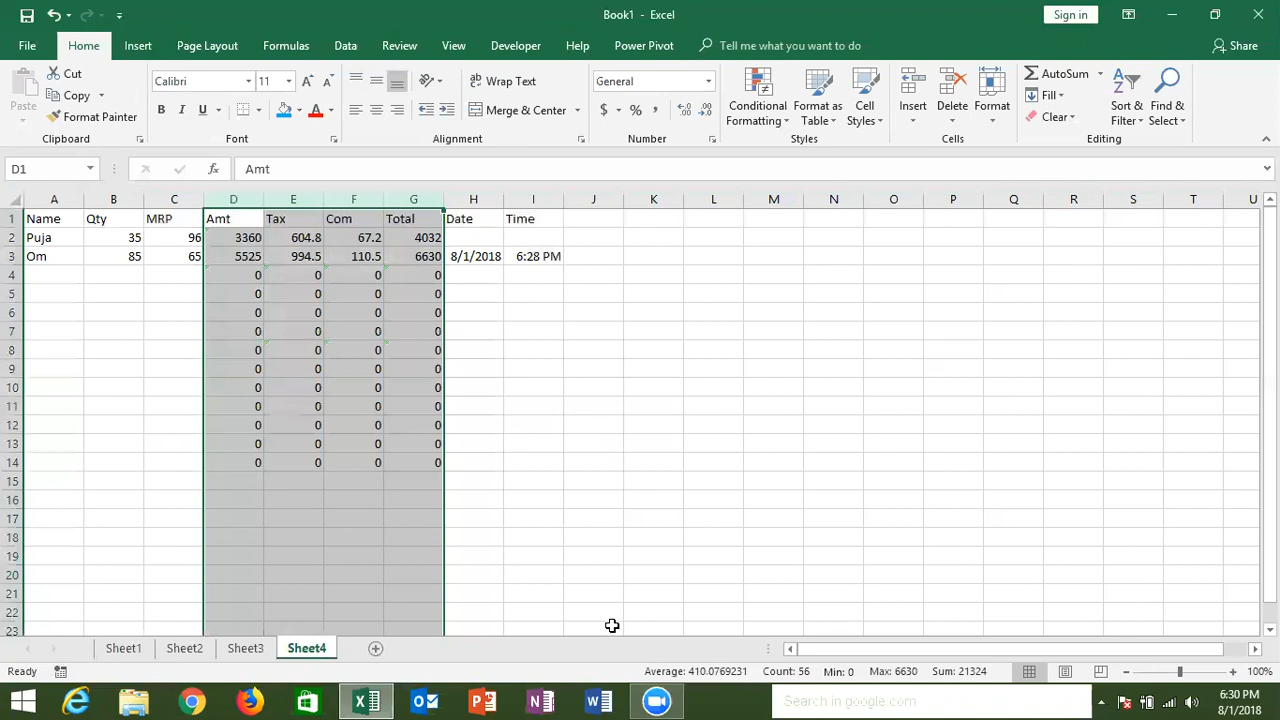 Book1 - Excel
Sign in
File Home Insert Page Layout Formulas Data Review View Developer Help Power Pivot Tell me what you want to do Share
Paste
Cut
Copy
Format Painter
Clipboard
Calibri 11
B I U
Font
Wrap Text
Merge & Center
Alignment
General
$ % ,
Number
Conditional Formatting
Format as Table
Cell Styles
Styles
Insert
Delete
Format
Cells
AutoSum
Fill
Clear
Sort & Filter
Find & Select
Editing
D1 fx Amt
A B C D E F G H I J K L M N O P Q R S T U
1 Name Qty MRP Amt Tax Com Total Date Time
2 Puja 35 96 3360 604.8 67.2 4032
3 Om 85 65 5525 994.5 110.5 6630 8/1/2018 6:28 PM
4 0 0 0 0
5 0 0 0 0
6 0 0 0 0
7 0 0 0 0
8 0 0 0 0
9 0 0 0 0
10 0 0 0 0
11 0 0 0 0
12 0 0 0 0
13 0 0 0 0
14 0 0 0 0
15
16
17
18
19
20
21
22
23
Sheet1 Sheet2 Sheet3 Sheet4
Ready Average: 410.0769231 Count: 56 Min: 0 Max: 6630 Sum: 21324 100%
Search in google.com
6:30 PM
8/1/2018